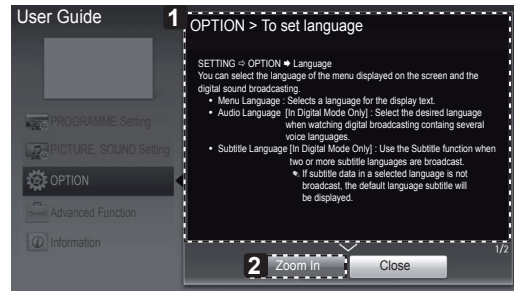 User Guide
1
OPTION > To set language
SETTING ⇨ OPTION ➡ Language
You can select the language of the menu displayed on the screen and the
digital sound broadcasting.
• Menu Language : Selects a language for the display text.
• Audio Language [In Digital Mode Only] : Select the desired language
when watching digital broadcasting containg several
voice languages.
• Subtitle Language [In Digital Mode Only] : Use the Subtitle function when
two or more subtitle languages are broadcast.
If subtitle data in a selected language is not
broadcast, the default language subtitle will
be displayed.
PROGRAMME Setting
PICTURE, SOUND Setting
OPTION
Advanced Function
Information
1/2
2
Zoom In
Close